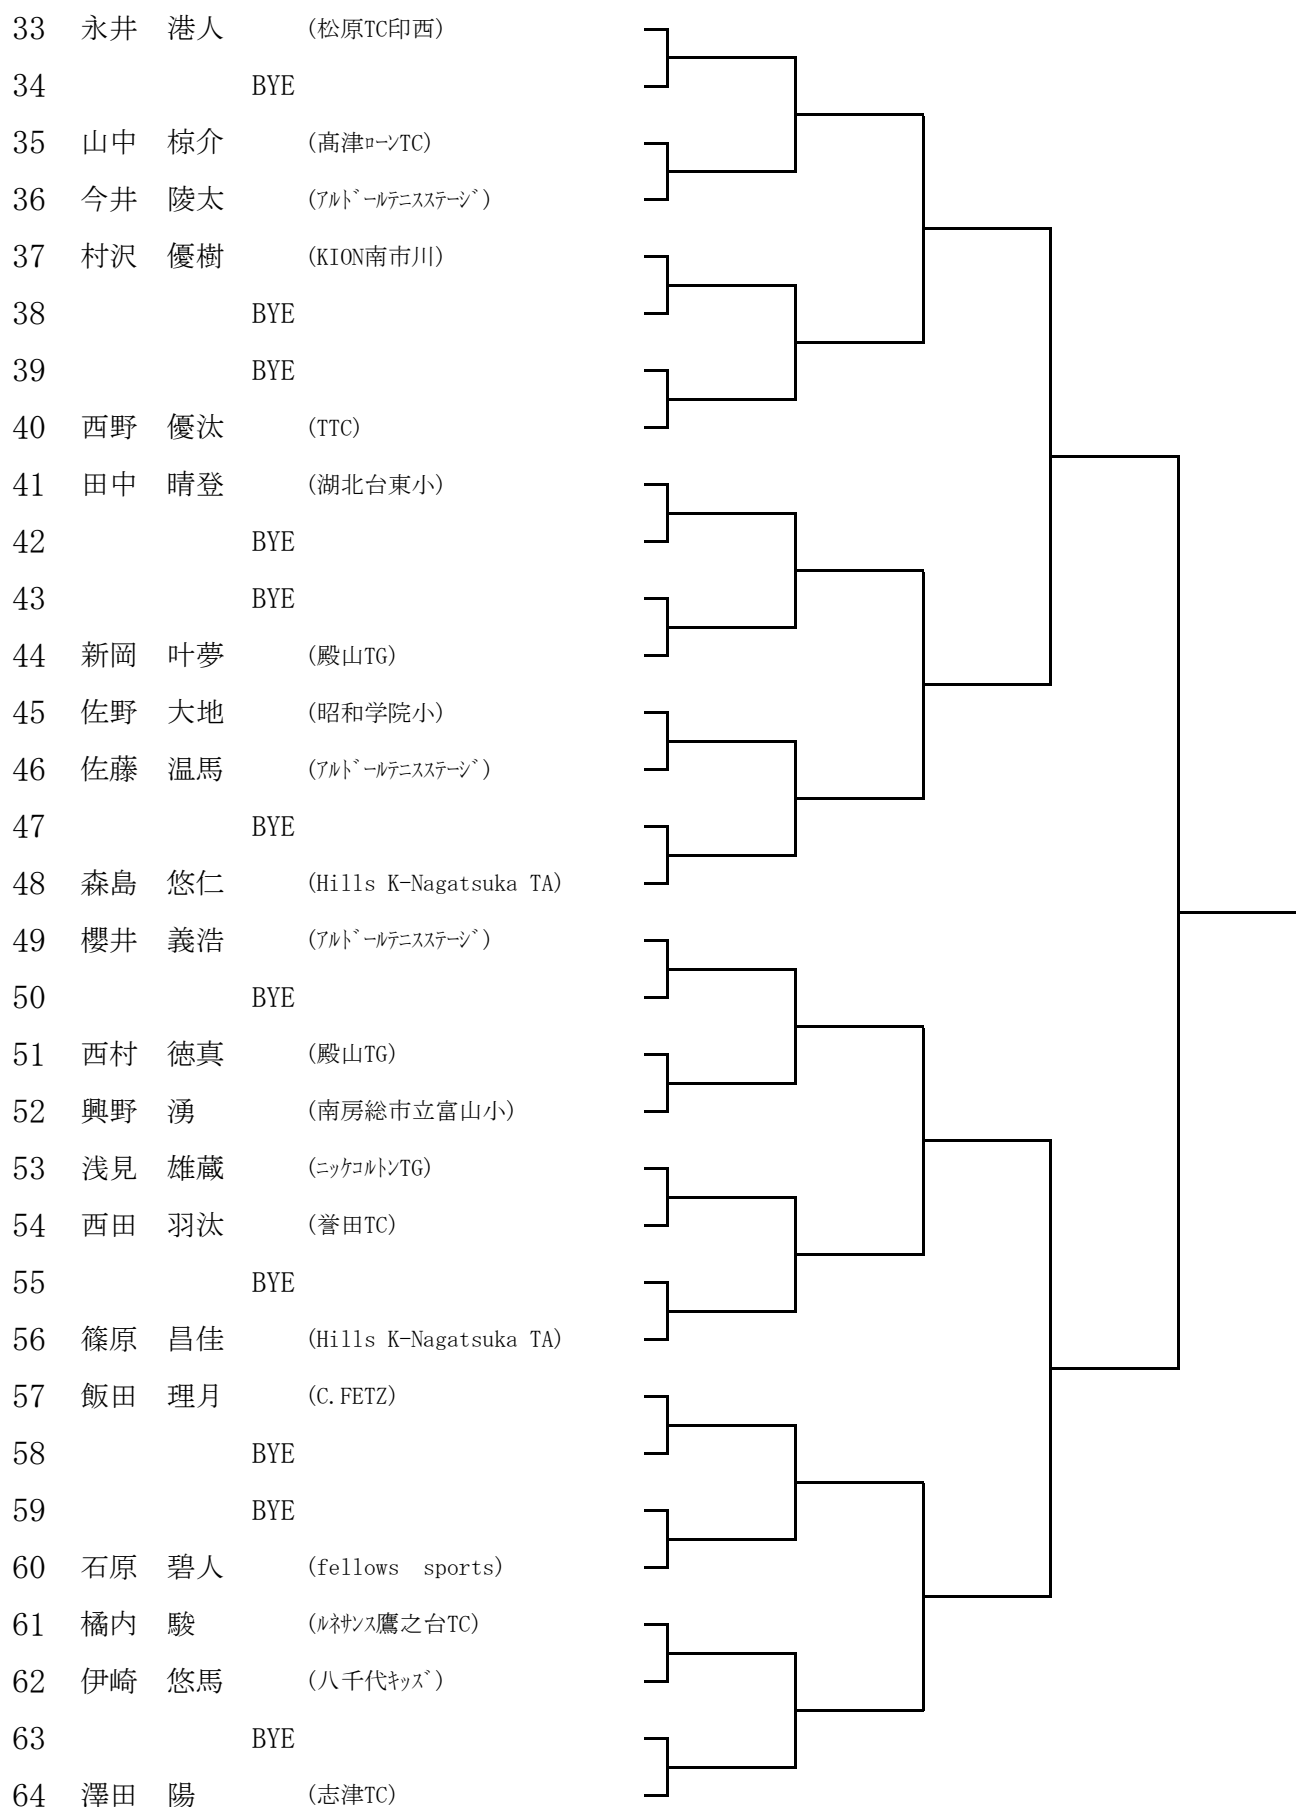 33 永井 港人 (松原TC印西)
34 BYE
35 山中 椋介 (髙津ﾛｰﾝTC)
36 今井 陵太 (ｱﾙﾄﾞｰﾙﾃﾆｽｽﾃｰｼﾞ)
37 村沢 優樹 (KION南市川)
38 BYE
39 BYE
40 西野 優汰 (TTC)
41 田中 晴登 (湖北台東小)
42 BYE
43 BYE
44 新岡 叶夢 (殿山TG)
45 佐野 大地 (昭和学院小)
46 佐藤 温馬 (ｱﾙﾄﾞｰﾙﾃﾆｽｽﾃｰｼﾞ)
47 BYE
48 森島 悠仁 (Hills K-Nagatsuka TA)
49 櫻井 義浩 (ｱﾙﾄﾞｰﾙﾃﾆｽｽﾃｰｼﾞ)
50 BYE
51 西村 徳真 (殿山TG)
52 興野 湧 (南房総市立富山小)
53 浅見 雄蔵 (ﾆｯｹｺﾙﾄﾝTG)
54 西田 羽汰 (誉田TC)
55 BYE
56 篠原 昌佳 (Hills K-Nagatsuka TA)
57 飯田 理月 (C.FETZ)
58 BYE
59 BYE
60 石原 碧人 (fellows sports)
61 橘内 駿 (ﾙﾈｻﾝｽ鷹之台TC)
62 伊崎 悠馬 (八千代ｷｯｽﾞ)
63 BYE
64 澤田 陽 (志津TC)